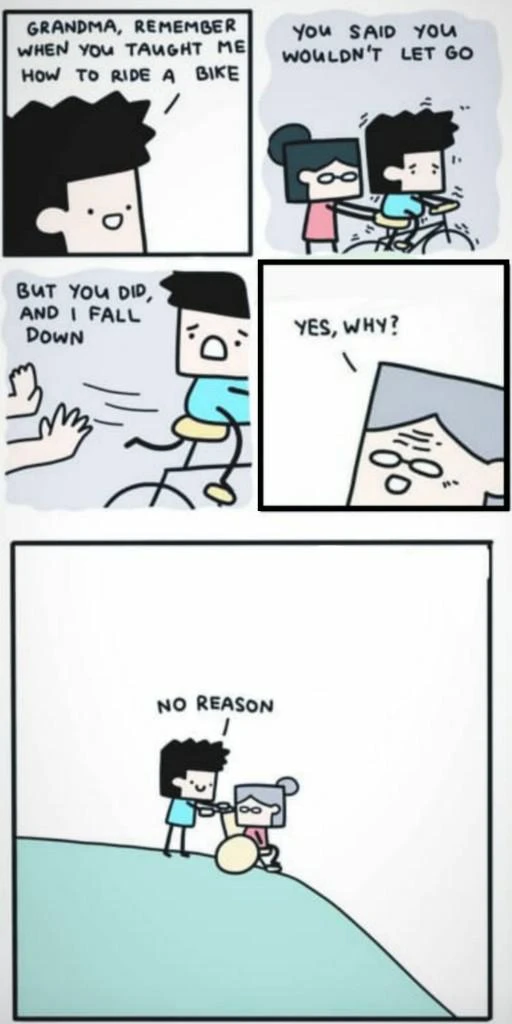 GRANDMA, REMEMBER
WHEN YOU TAUGHT ME
HOW TO RIDE A BIKE
YOU SAID YOU
WOULDN'T LET GO
BUT YOU DID,
AND I FALL
DOWN
YES, WHY?
NO REASON